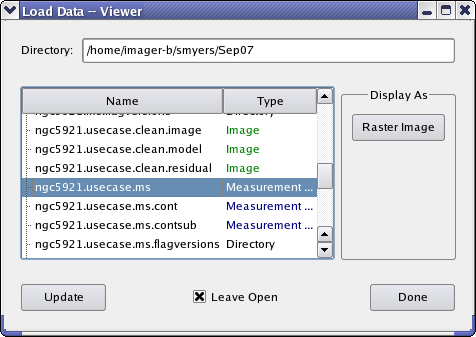 Load Data -- Viewer
Directory: /home/imager-b/smyers/Sep07
Name Type
ngc5921.usecase.clean.image Image
ngc5921.usecase.clean.model Image
ngc5921.usecase.clean.residual Image
ngc5921.usecase.ms Measurement ...
ngc5921.usecase.ms.cont Measurement ...
ngc5921.usecase.ms.contsub Measurement ...
ngc5921.usecase.ms.flagversions Directory
Display As
Raster Image
Update Leave Open Done